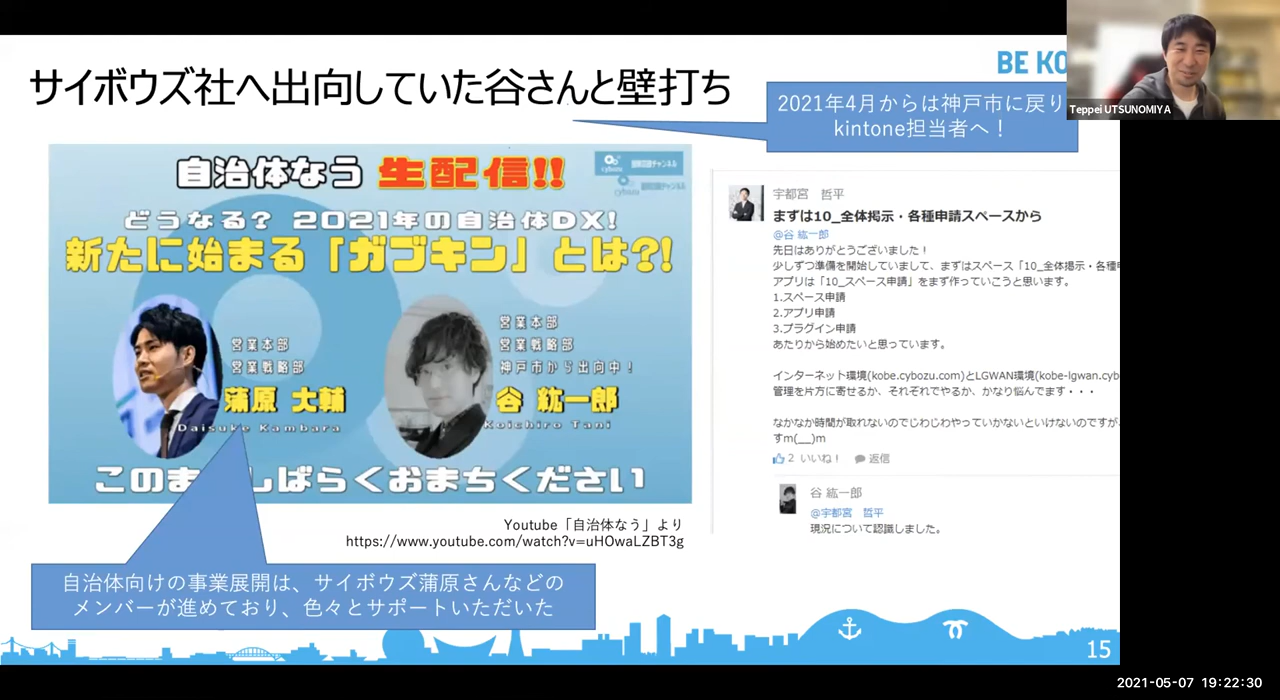 サイボウズ社へ出向していた谷さんと壁打ち
BE KO
2021年4月からは神戸市に戻り
kintone担当者へ！
Teppei UTSUNOMIYA
自治体なう 生配信!!
cybozu
どうなる？ 2021年の自治体DX!
新たに始まる「ガブキン」とは?!
営業本部
営業戦略部
蒲原 大輔
Daisuke Kambara
営業本部
営業戦略部
神戸市から出向中！
谷 紘一郎
Koichiro Tani
このま しばらくおまちください
Youtube「自治体なう」より
https://www.youtube.com/watch?v=uHOwaLZBT3g
自治体向けの事業展開は、サイボウズ蒲原さんなどの
メンバーが進めており、色々とサポートいただいた
宇都宮 哲平
まずは10_全体掲示・各種申請スペースから
@谷 紘一郎
先日はありがとうございました！
少しずつ準備を開始していまして、まずはスペース「10_全体掲示・各種申
アプリは「10_スペース申請」をまず作っていこうと思います。
1.スペース申請
2.アプリ申請
3.プラグイン申請
あたりから始めたいと思っています。
インターネット環境(kobe.cybozu.com)とLGWAN環境(kobe-lgwan.cyb
管理を片方に寄せるか、それぞれでやるか、かなり悩んでます・・・
なかなか時間が取れないのでじわじわやっていかないといけないのですが、
すm(__)m
2 いいね！ 返信
谷 紘一郎
@宇都宮 哲平
現況について認識しました。
15
2021-05-07 19:22:30